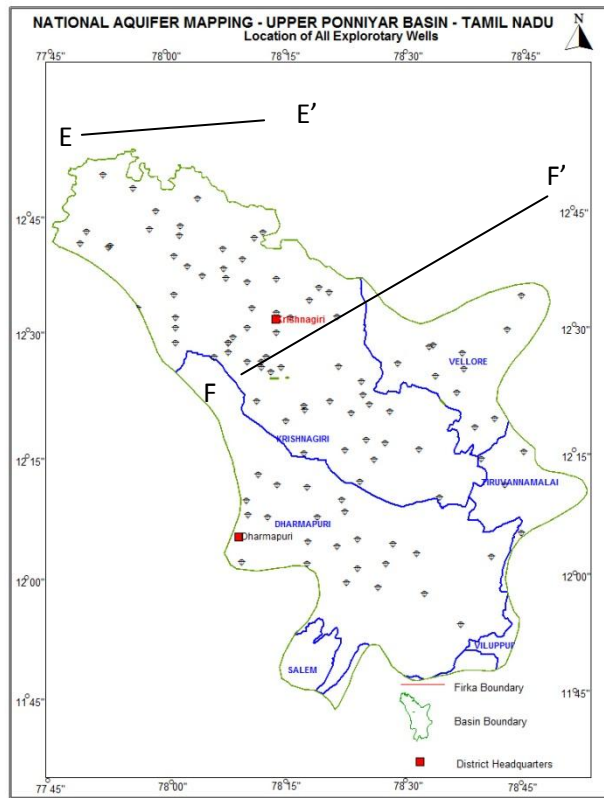 NATIONAL AQUIFER MAPPING - UPPER PONNIYAR BASIN - TAMIL NADU
Location of All Explorotary Wells
N
77°45 78°00 78°15 78°30 78°45
E E'
F'
12°45 12°45
12°30 Krishnagiri 12°30
VELLORE
F
KRISHNAGIRI
12°15 12°15
TIRUVANNAMALAI
DHARMAPURI
Dharmapuri
12°00 12°00
VILUPPUR
SALEM
Firka Boundary
11°45 11°45
Basin Boundary
District Headquarters
77°45 78°00 78°15 78°30 78°45